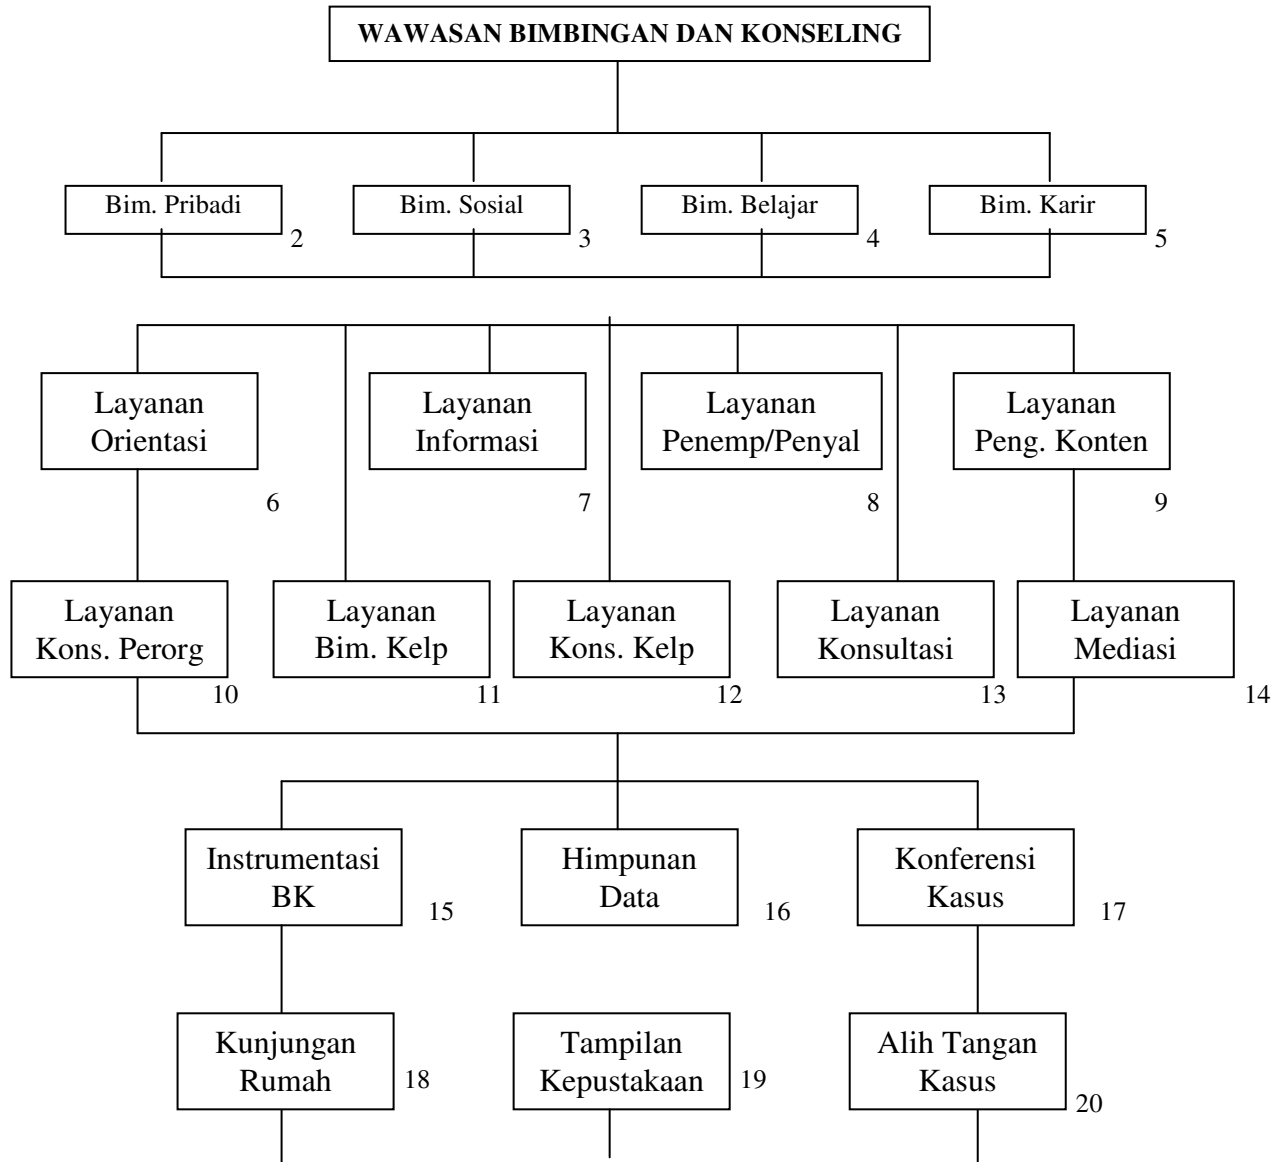 WAWASAN BIMBINGAN DAN KONSELING
Bim. Pribadi
2
Bim. Sosial
3
Bim. Belajar
4
Bim. Karir
5
Layanan
Orientasi
6
Layanan
Informasi
7
Layanan
Penemp/Penyal
8
Layanan
Peng. Konten
9
Layanan
Kons. Perorg
10
Layanan
Bim. Kelp
11
Layanan
Kons. Kelp
12
Layanan
Konsultasi
13
Layanan
Mediasi
14
Instrumentasi
BK
15
Himpunan
Data
16
Konferensi
Kasus
17
Kunjungan
Rumah
18
Tampilan
Kepustakaan
19
Alih Tangan
Kasus
20